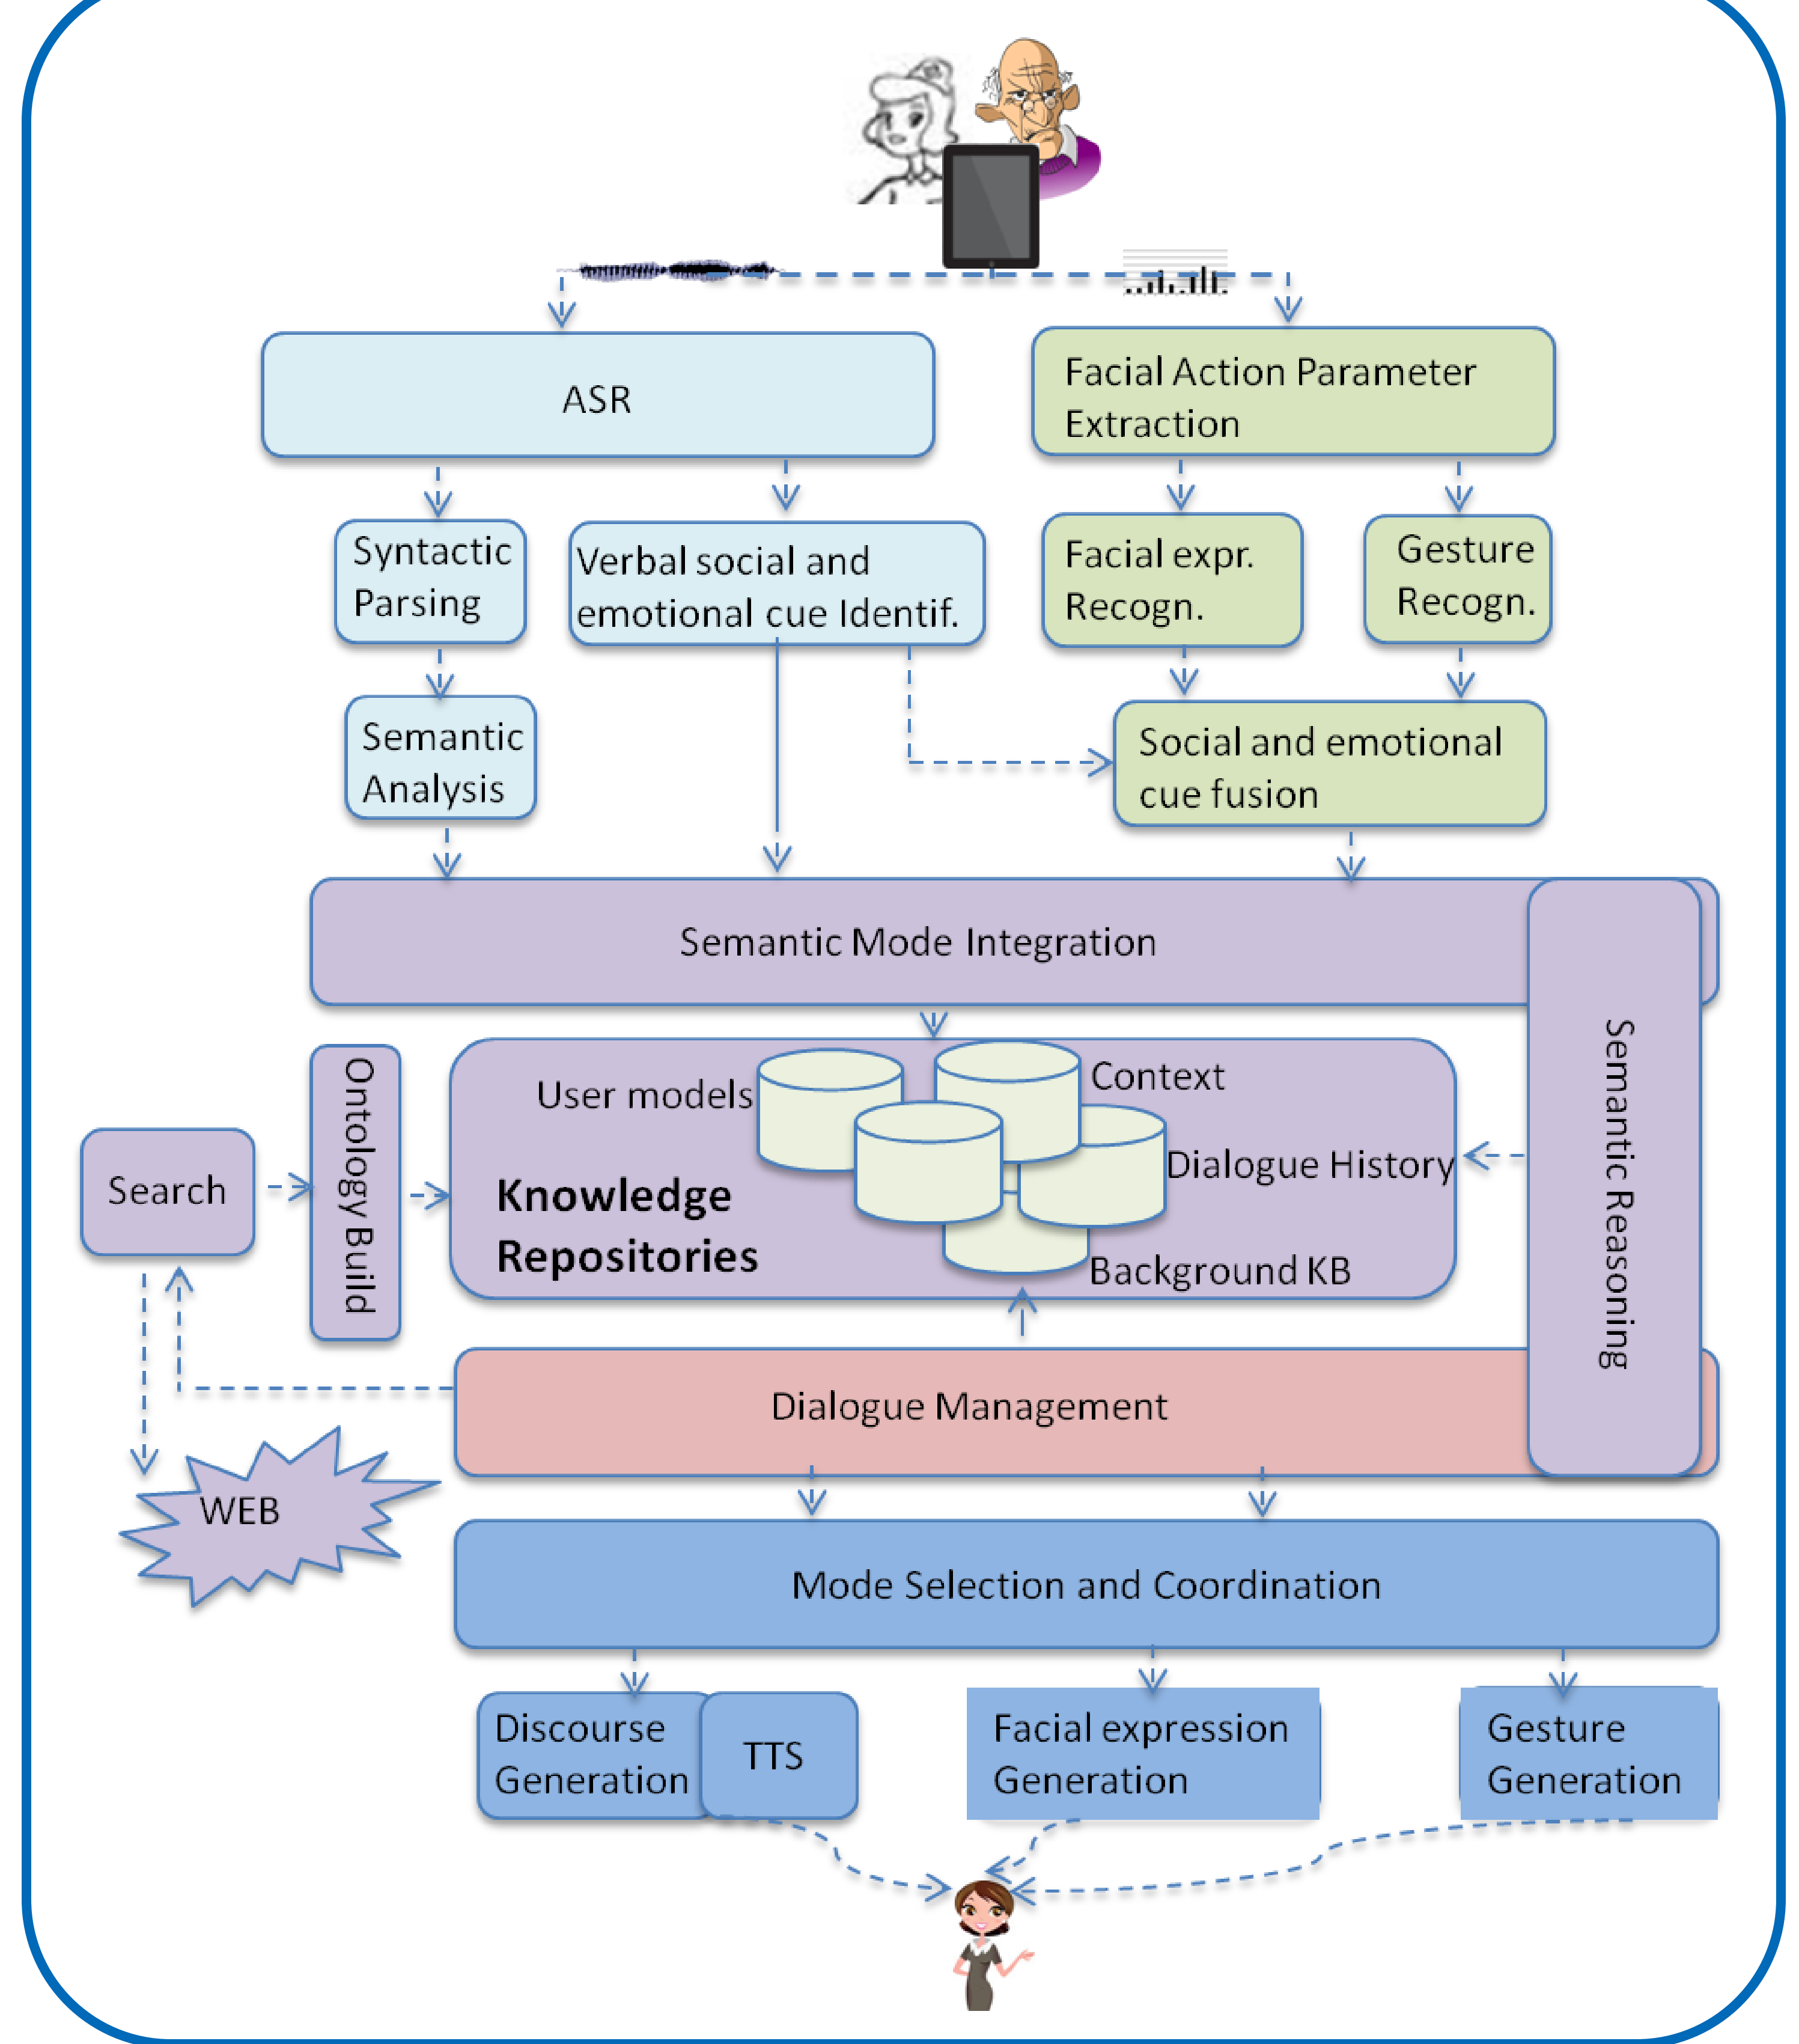 ASR
Facial Action Parameter
Extraction
Syntactic
Parsing
Verbal social and
emotional cue Identif.
Facial expr.
Recogn.
Gesture
Recogn.
Semantic
Analysis
Social and emotional
cue fusion
Semantic Mode Integration
Semantic Reasoning
Search
Ontology Build
User models
Context
Dialogue History
Knowledge
Repositories
Background KB
Dialogue Management
WEB
Mode Selection and Coordination
Discourse
Generation
TTS
Facial expression
Generation
Gesture
Generation